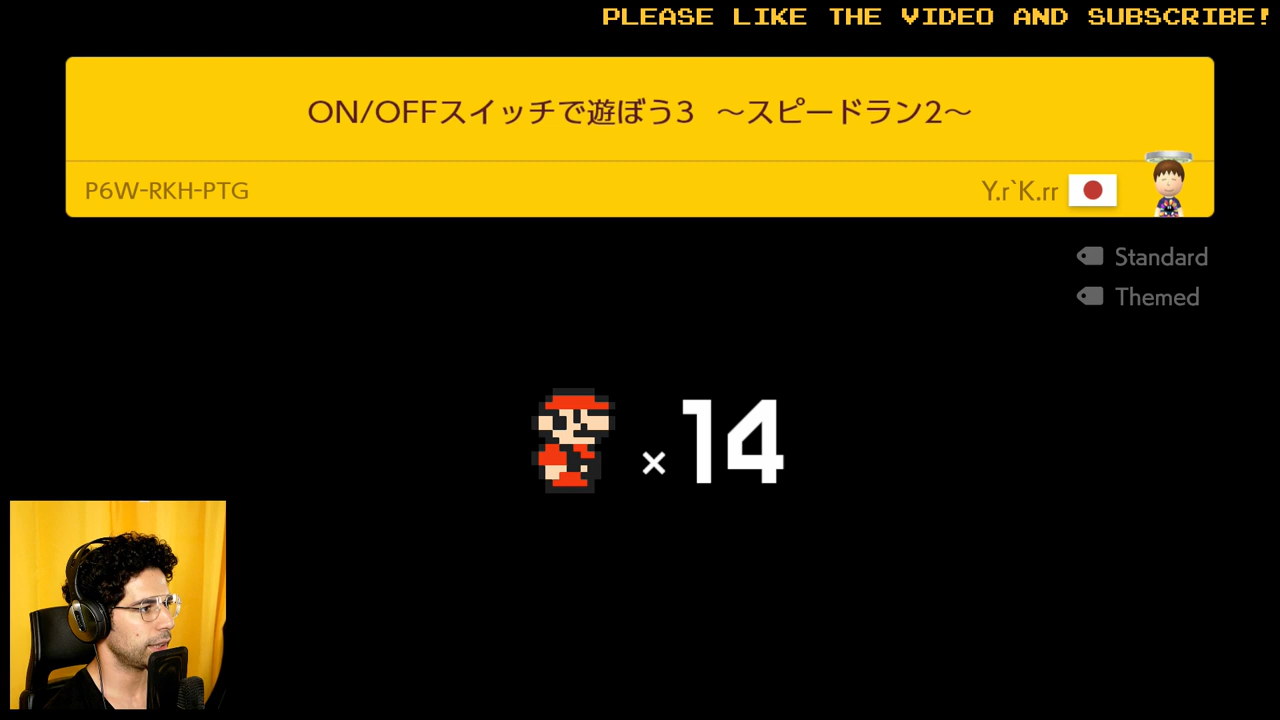 PLEASE LIKE THE VIDEO AND SUBSCRIBE!
ON/OFFスイッチで遊ぼう3 ～スピードラン2～
P6W-RKH-PTG
Y.r`K.rr
Standard
Themed
×14